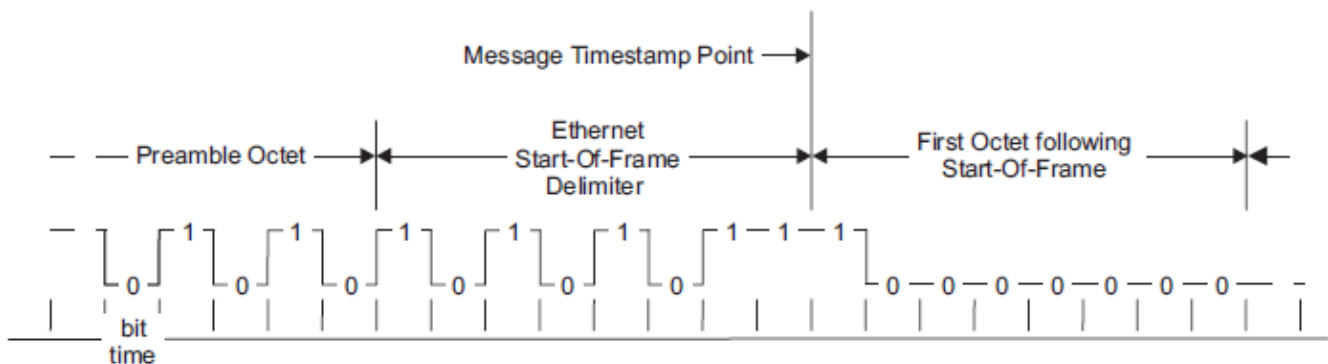 Message Timestamp Point
Preamble Octet
Ethernet
Start-Of-Frame
Delimiter
First Octet following
Start-Of-Frame
1 1 1 1 1 1 1 1
0 0 0 0 0 0 0 0 0 0 0 0 0
bit
time